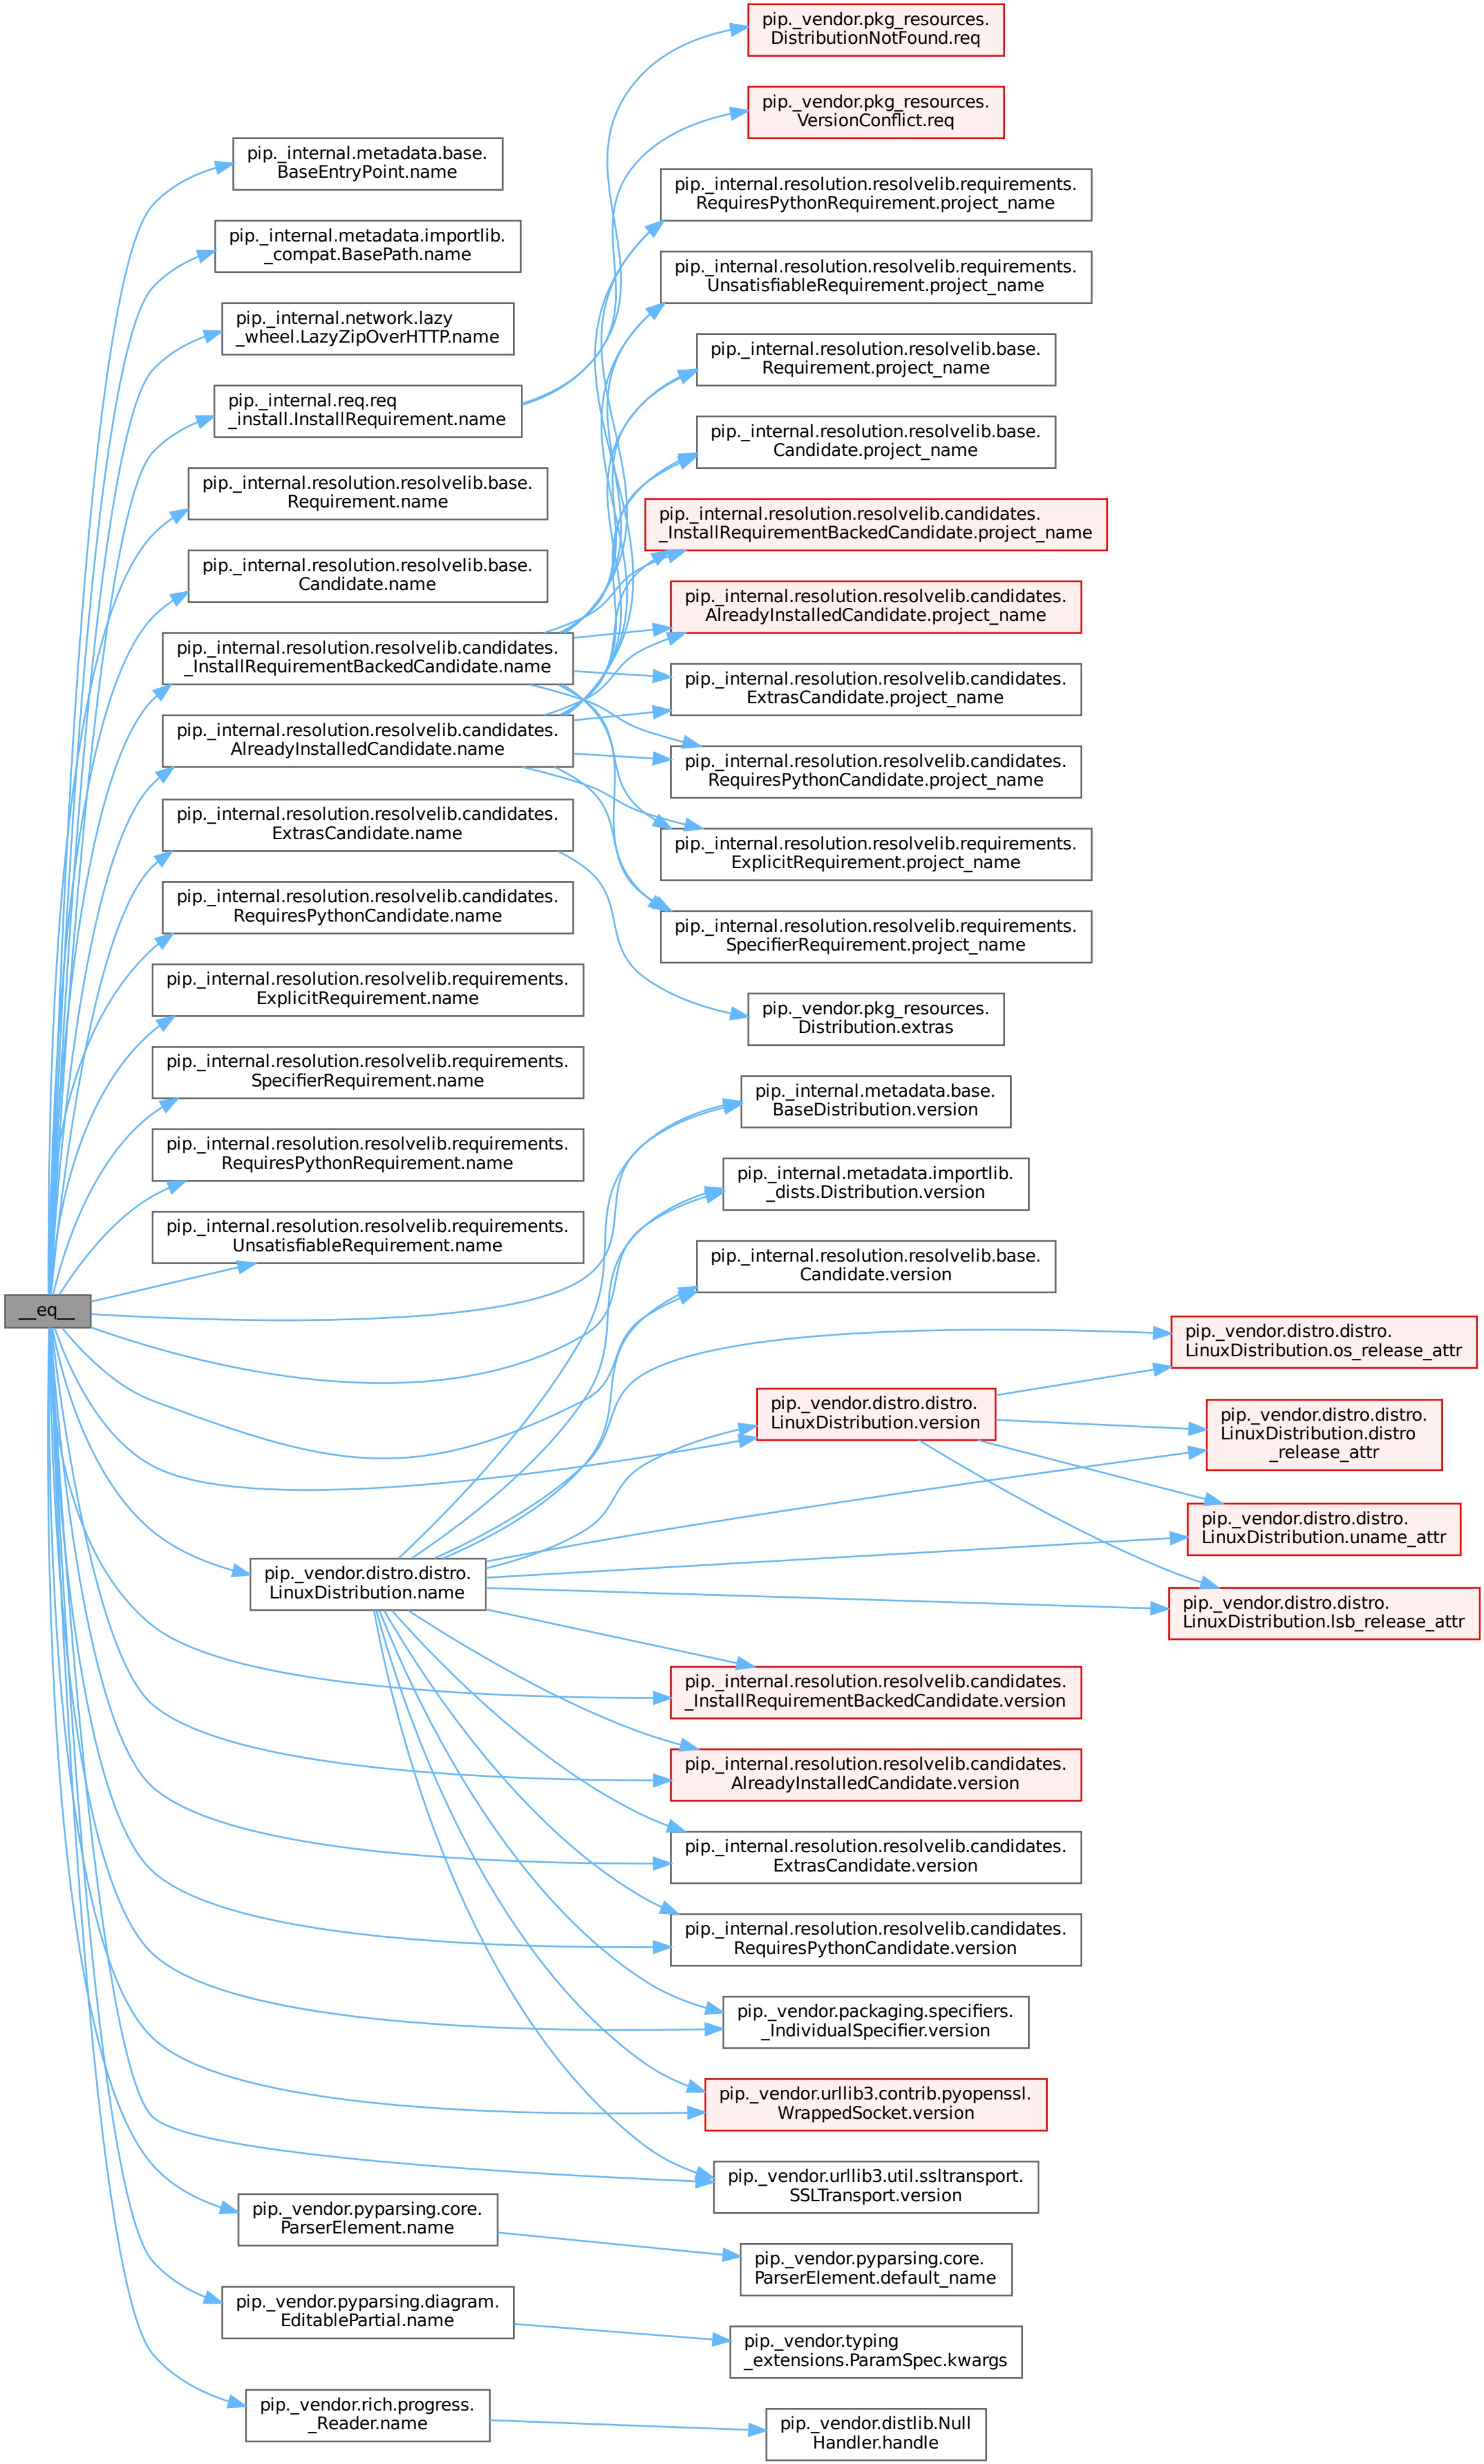 pip._vendor.pkg_resources.
DistributionNotFound.req
pip._vendor.pkg_resources.
VersionConflict.req
pip._internal.metadata.base.
BaseEntryPoint.name
pip._internal.resolution.resolvelib.requirements.
RequiresPythonRequirement.project_name
pip._internal.metadata.importlib.
_compat.BasePath.name
pip._internal.resolution.resolvelib.requirements.
UnsatisfiableRequirement.project_name
pip._internal.network.lazy
_wheel.LazyZipOverHTTP.name
pip._internal.resolution.resolvelib.base.
Requirement.project_name
pip._internal.req.req
_install.InstallRequirement.name
pip._internal.resolution.resolvelib.base.
Candidate.project_name
pip._internal.resolution.resolvelib.base.
Requirement.name
pip._internal.resolution.resolvelib.candidates.
_InstallRequirementBackedCandidate.project_name
pip._internal.resolution.resolvelib.base.
Candidate.name
pip._internal.resolution.resolvelib.candidates.
AlreadyInstalledCandidate.project_name
pip._internal.resolution.resolvelib.candidates.
_InstallRequirementBackedCandidate.name
pip._internal.resolution.resolvelib.candidates.
ExtrasCandidate.project_name
pip._internal.resolution.resolvelib.candidates.
AlreadyInstalledCandidate.name
pip._internal.resolution.resolvelib.candidates.
RequiresPythonCandidate.project_name
pip._internal.resolution.resolvelib.candidates.
ExtrasCandidate.name
pip._internal.resolution.resolvelib.requirements.
ExplicitRequirement.project_name
pip._internal.resolution.resolvelib.candidates.
RequiresPythonCandidate.name
pip._internal.resolution.resolvelib.requirements.
SpecifierRequirement.project_name
pip._internal.resolution.resolvelib.requirements.
ExplicitRequirement.name
pip._vendor.pkg_resources.
Distribution.extras
pip._internal.resolution.resolvelib.requirements.
SpecifierRequirement.name
pip._internal.metadata.base.
BaseDistribution.version
pip._internal.resolution.resolvelib.requirements.
RequiresPythonRequirement.name
pip._internal.metadata.importlib.
_dists.Distribution.version
pip._internal.resolution.resolvelib.requirements.
UnsatisfiableRequirement.name
pip._internal.resolution.resolvelib.base.
Candidate.version
__eq__
pip._vendor.distro.distro.
LinuxDistribution.os_release_attr
pip._vendor.distro.distro.
LinuxDistribution.version
pip._vendor.distro.distro.
LinuxDistribution.distro
_release_attr
pip._vendor.distro.distro.
LinuxDistribution.uname_attr
pip._vendor.distro.distro.
LinuxDistribution.name
pip._vendor.distro.distro.
LinuxDistribution.lsb_release_attr
pip._internal.resolution.resolvelib.candidates.
_InstallRequirementBackedCandidate.version
pip._internal.resolution.resolvelib.candidates.
AlreadyInstalledCandidate.version
pip._internal.resolution.resolvelib.candidates.
ExtrasCandidate.version
pip._internal.resolution.resolvelib.candidates.
RequiresPythonCandidate.version
pip._vendor.packaging.specifiers.
_IndividualSpecifier.version
pip._vendor.urllib3.contrib.pyopenssl.
WrappedSocket.version
pip._vendor.urllib3.util.ssltransport.
SSLTransport.version
pip._vendor.pyparsing.core.
ParserElement.name
pip._vendor.pyparsing.core.
ParserElement.default_name
pip._vendor.pyparsing.diagram.
EditablePartial.name
pip._vendor.typing
_extensions.ParamSpec.kwargs
pip._vendor.rich.progress.
_Reader.name
pip._vendor.distlib.Null
Handler.handle